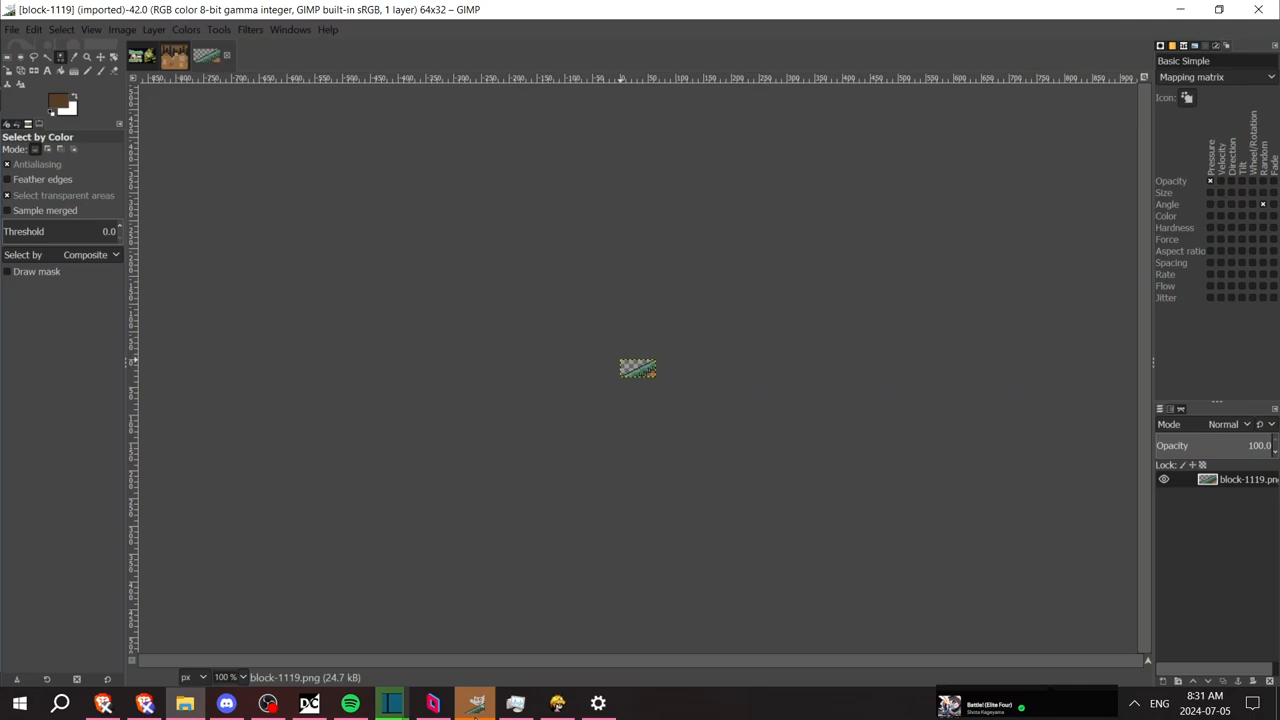 [block-1119] (imported)-42.0 (RGB color 8-bit gamma integer, GIMP built-in sRGB, 1 layer) 64x32 – GIMP
File Edit Select View Image Layer Colors Tools Filters Windows Help
Select by Color
Mode:
Antialiasing
Feather edges
Select transparent areas
Sample merged
Threshold 0.0
Select by Composite
Draw mask
Basic Simple
Mapping matrix
Icon:
Pressure
Velocity
Direction
Tilt
Wheel/Rotation
Random
Fade
Opacity
Size
Angle
Color
Hardness
Force
Aspect ratio
Spacing
Rate
Flow
Jitter
Mode Normal
Opacity 100.0
Lock:
block-1119.png
px 100 % block-1119.png (24.7 kB)
Battle! (Elite Four)
Shota Kageyama
ENG
8:31 AM
2024-07-05